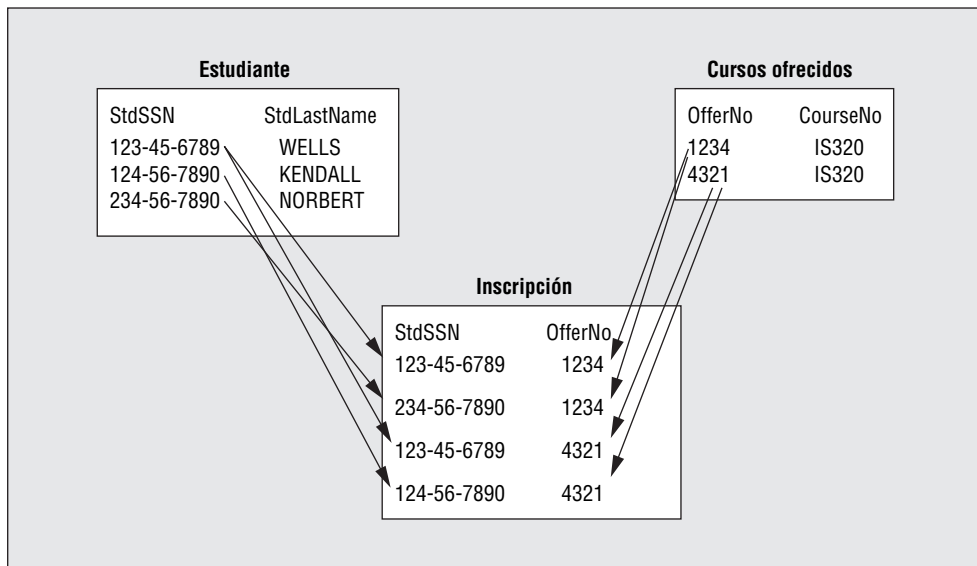 Estudiante
StdSSN StdLastName
123-45-6789 WELLS
124-56-7890 KENDALL
234-56-7890 NORBERT
Cursos ofrecidos
OfferNo CourseNo
1234 IS320
4321 IS320
Inscripción
StdSSN OfferNo
123-45-6789 1234
234-56-7890 1234
123-45-6789 4321
124-56-7890 4321